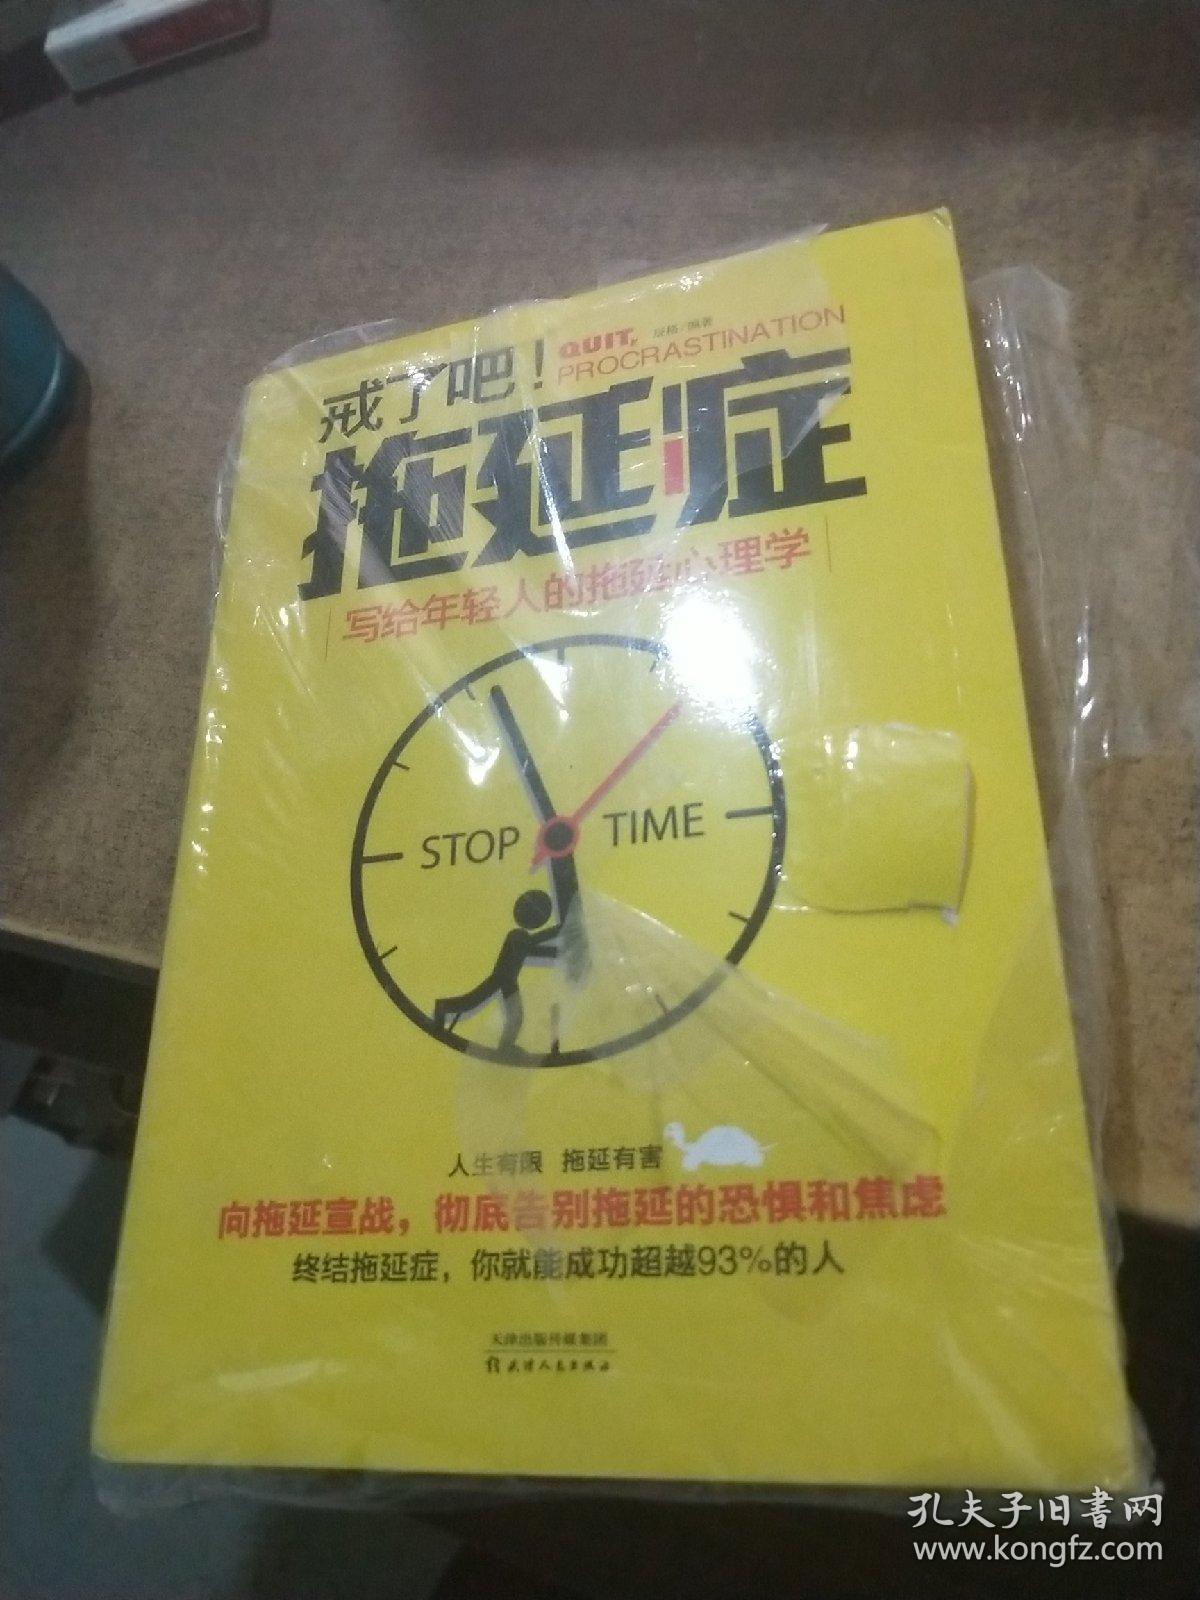 戒了吧！
QUIT,
编著
PROCRASTINATION
拖延症
写给年轻人的拖延心理学
STOP TIME
人生有限 拖延有害
向拖延宣战，彻底告别拖延的恐惧和焦虑
终结拖延症，你就能成功超越93%的人
天津出版传媒集团
天津人民出版社
孔夫子旧书网
www.kongfz.com